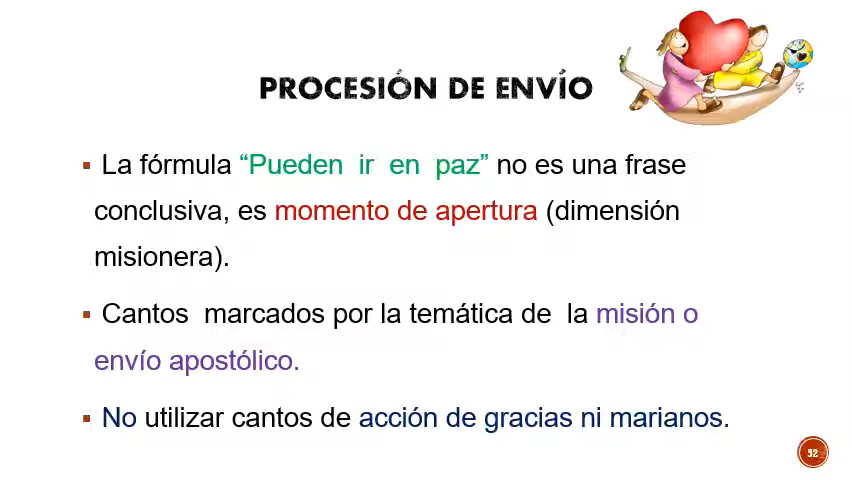 PROCESIÓN DE ENVÍO
▪ La fórmula “Pueden ir en paz” no es una frase
conclusiva, es momento de apertura (dimensión
misionera).
▪ Cantos marcados por la temática de la misión o
envío apostólico.
▪ No utilizar cantos de acción de gracias ni marianos.
32